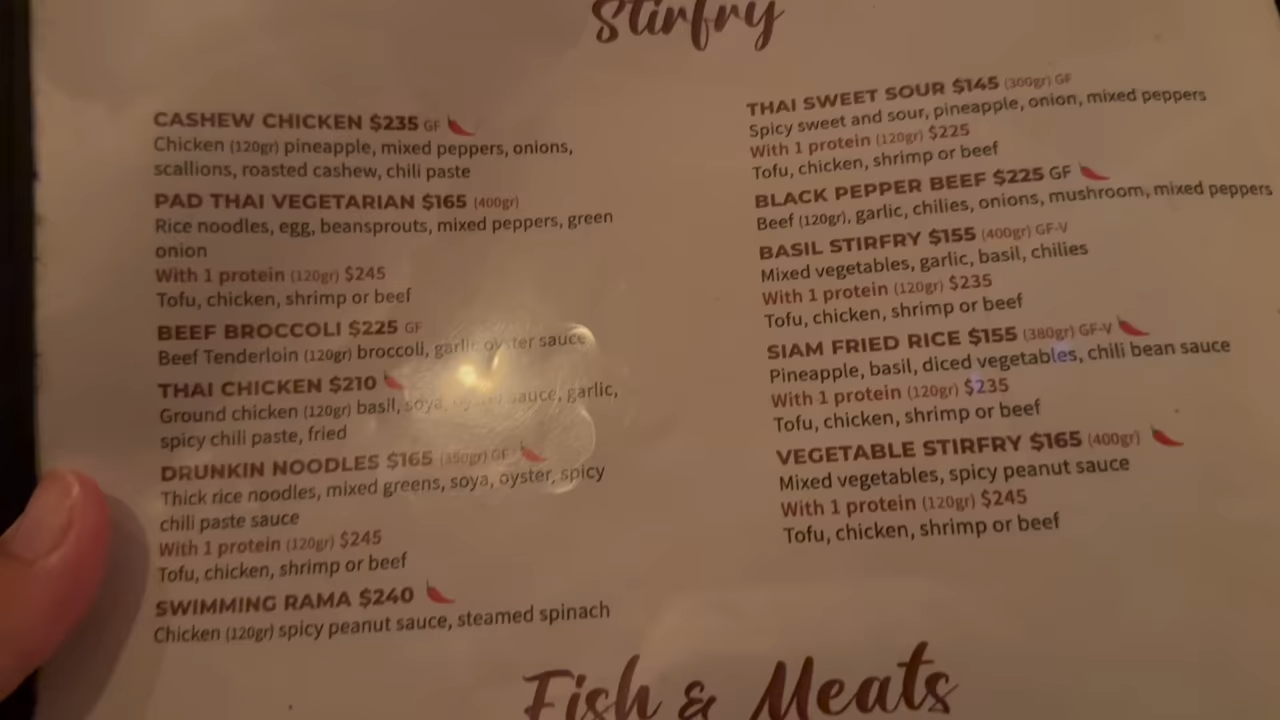 Stirfry
CASHEW CHICKEN $235 GF
Chicken (120gr) pineapple, mixed peppers, onions,
scallions, roasted cashew, chili paste
PAD THAI VEGETARIAN $165 (400gr)
Rice noodles, egg, beansprouts, mixed peppers, green
onion
With 1 protein (120gr) $245
Tofu, chicken, shrimp or beef
BEEF BROCCOLI $225 GF
Beef Tenderloin (120gr) broccoli, garlic oyster sauce
THAI CHICKEN $210
Ground chicken (120gr) basil, soya, oyster sauce, garlic,
spicy chili paste, fried
DRUNKIN NOODLES $165 (350gr) GF
Thick rice noodles, mixed greens, soya, oyster, spicy
chili paste sauce
With 1 protein (120gr) $245
Tofu, chicken, shrimp or beef
SWIMMING RAMA $240
Chicken (120gr) spicy peanut sauce, steamed spinach
THAI SWEET SOUR $145 (300gr) GF
Spicy sweet and sour, pineapple, onion, mixed peppers
With 1 protein (120gr) $225
Tofu, chicken, shrimp or beef
BLACK PEPPER BEEF $225 GF
Beef (120gr), garlic, chilies, onions, mushroom, mixed peppers
BASIL STIRFRY $155 (400gr) GF-V
Mixed vegetables, garlic, basil, chilies
With 1 protein (120gr) $235
Tofu, chicken, shrimp or beef
SIAM FRIED RICE $155 (380gr) GF-V
Pineapple, basil, diced vegetables, chili bean sauce
With 1 protein (120gr) $235
Tofu, chicken, shrimp or beef
VEGETABLE STIRFRY $165 (400gr)
Mixed vegetables, spicy peanut sauce
With 1 protein (120gr) $245
Tofu, chicken, shrimp or beef
Fish & Meats